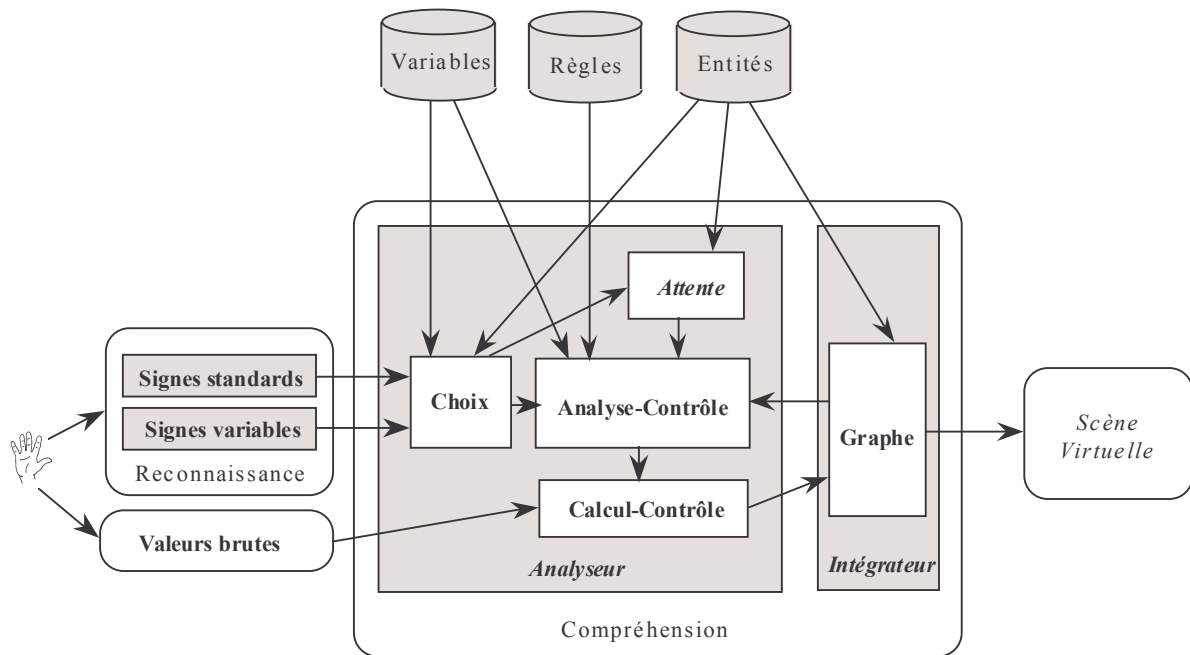 Variables
Règles
Entités
Attente
Signes standards
Choix
Analyse-Contrôle
Signes variables
Graphe
Scène
Virtuelle
Reconnaissance
Calcul-Contrôle
Valeurs brutes
Analyseur
Intégrateur
Compréhension